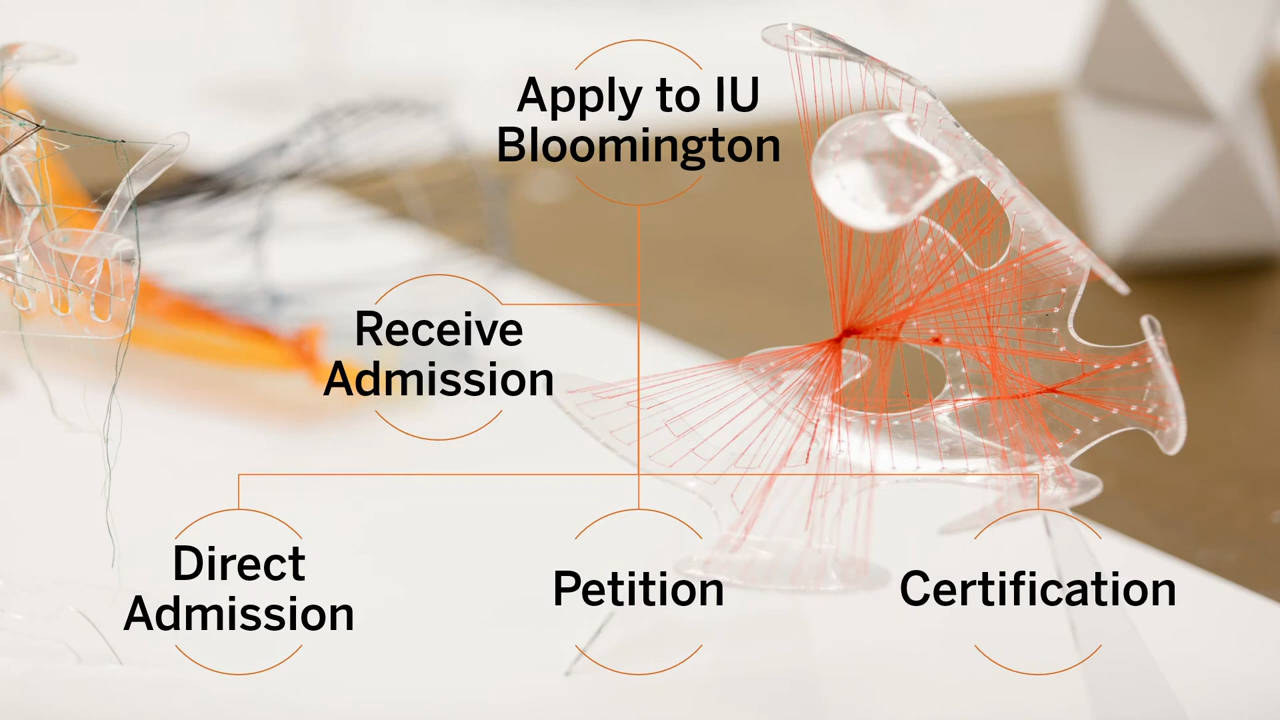 Apply to IU
Bloomington
Receive
Admission
Direct
Admission
Petition
Certification